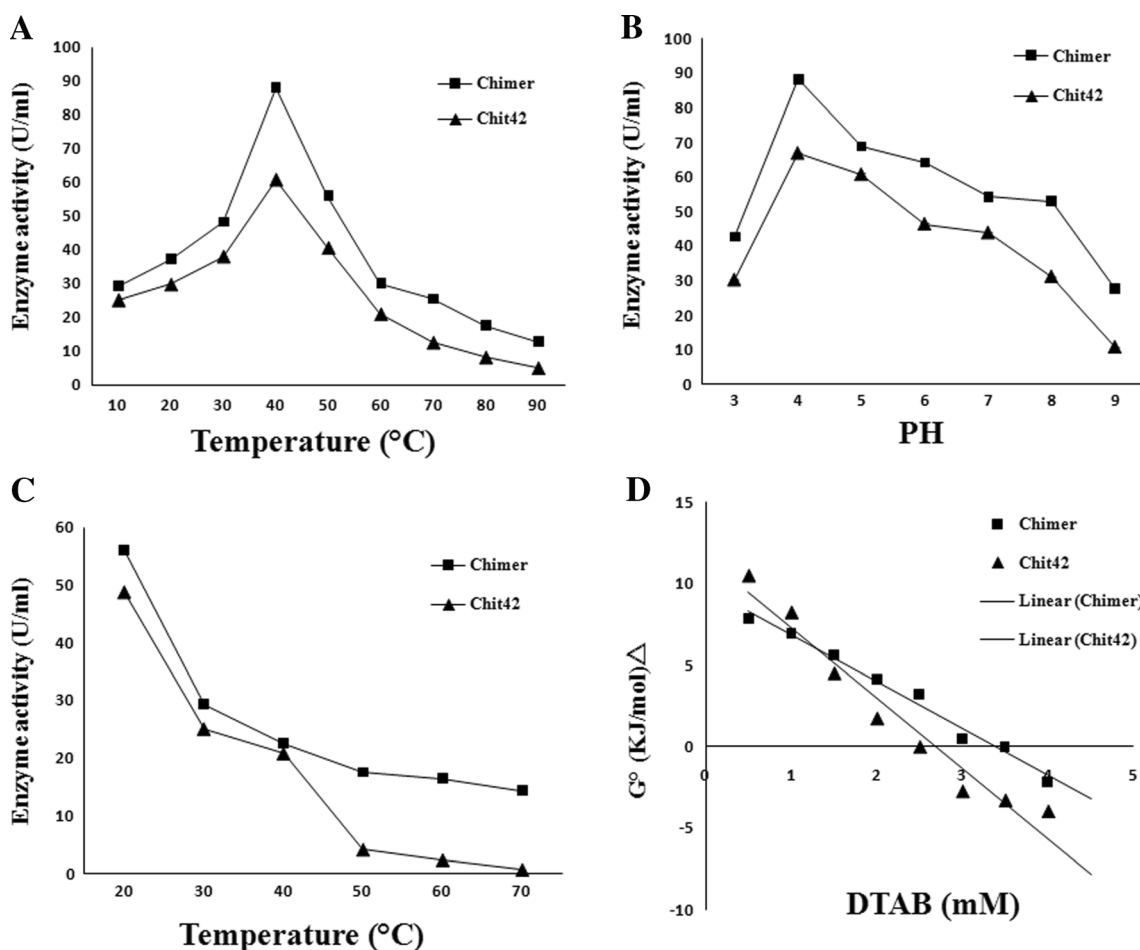 A
Enzyme activity (U/ml)
100
90
80
70
60
50
40
30
20
10
0
Chimer
Chit42
10 20 30 40 50 60 70 80 90
Temperature (°C)
B
Enzyme activity (U/ml)
100
90
80
70
60
50
40
30
20
10
0
Chimer
Chit42
3 4 5 6 7 8 9
PH
C
Enzyme activity (U/ml)
60
50
40
30
20
10
0
Chimer
Chit42
20 30 40 50 60 70
Temperature (°C)
D
G° (KJ/mol)△
15
10
5
0
-5
-10
Chimer
Chit42
Linear (Chimer)
Linear (Chit42)
0 1 2 3 4 5
DTAB (mM)